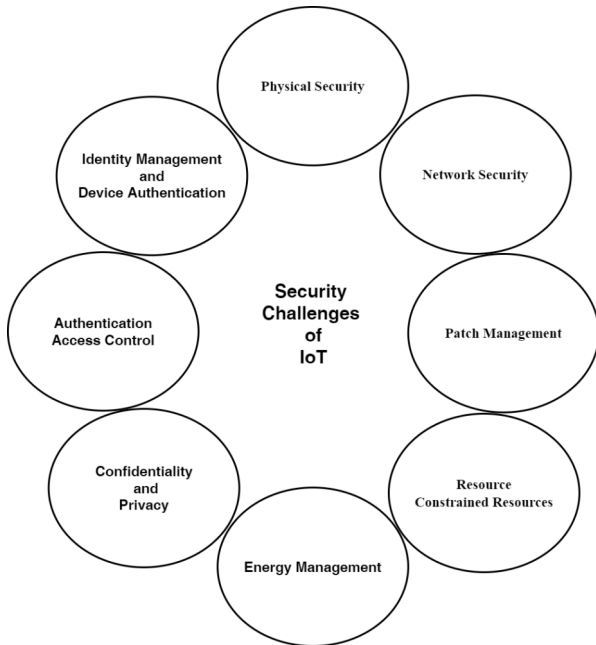 Physical Security
Identity Management
and
Device Authentication
Network Security
Security
Challenges
of
IoT
Authentication
Access Control
Patch Management
Confidentiality
and
Privacy
Resource
Constrained Resources
Energy Management